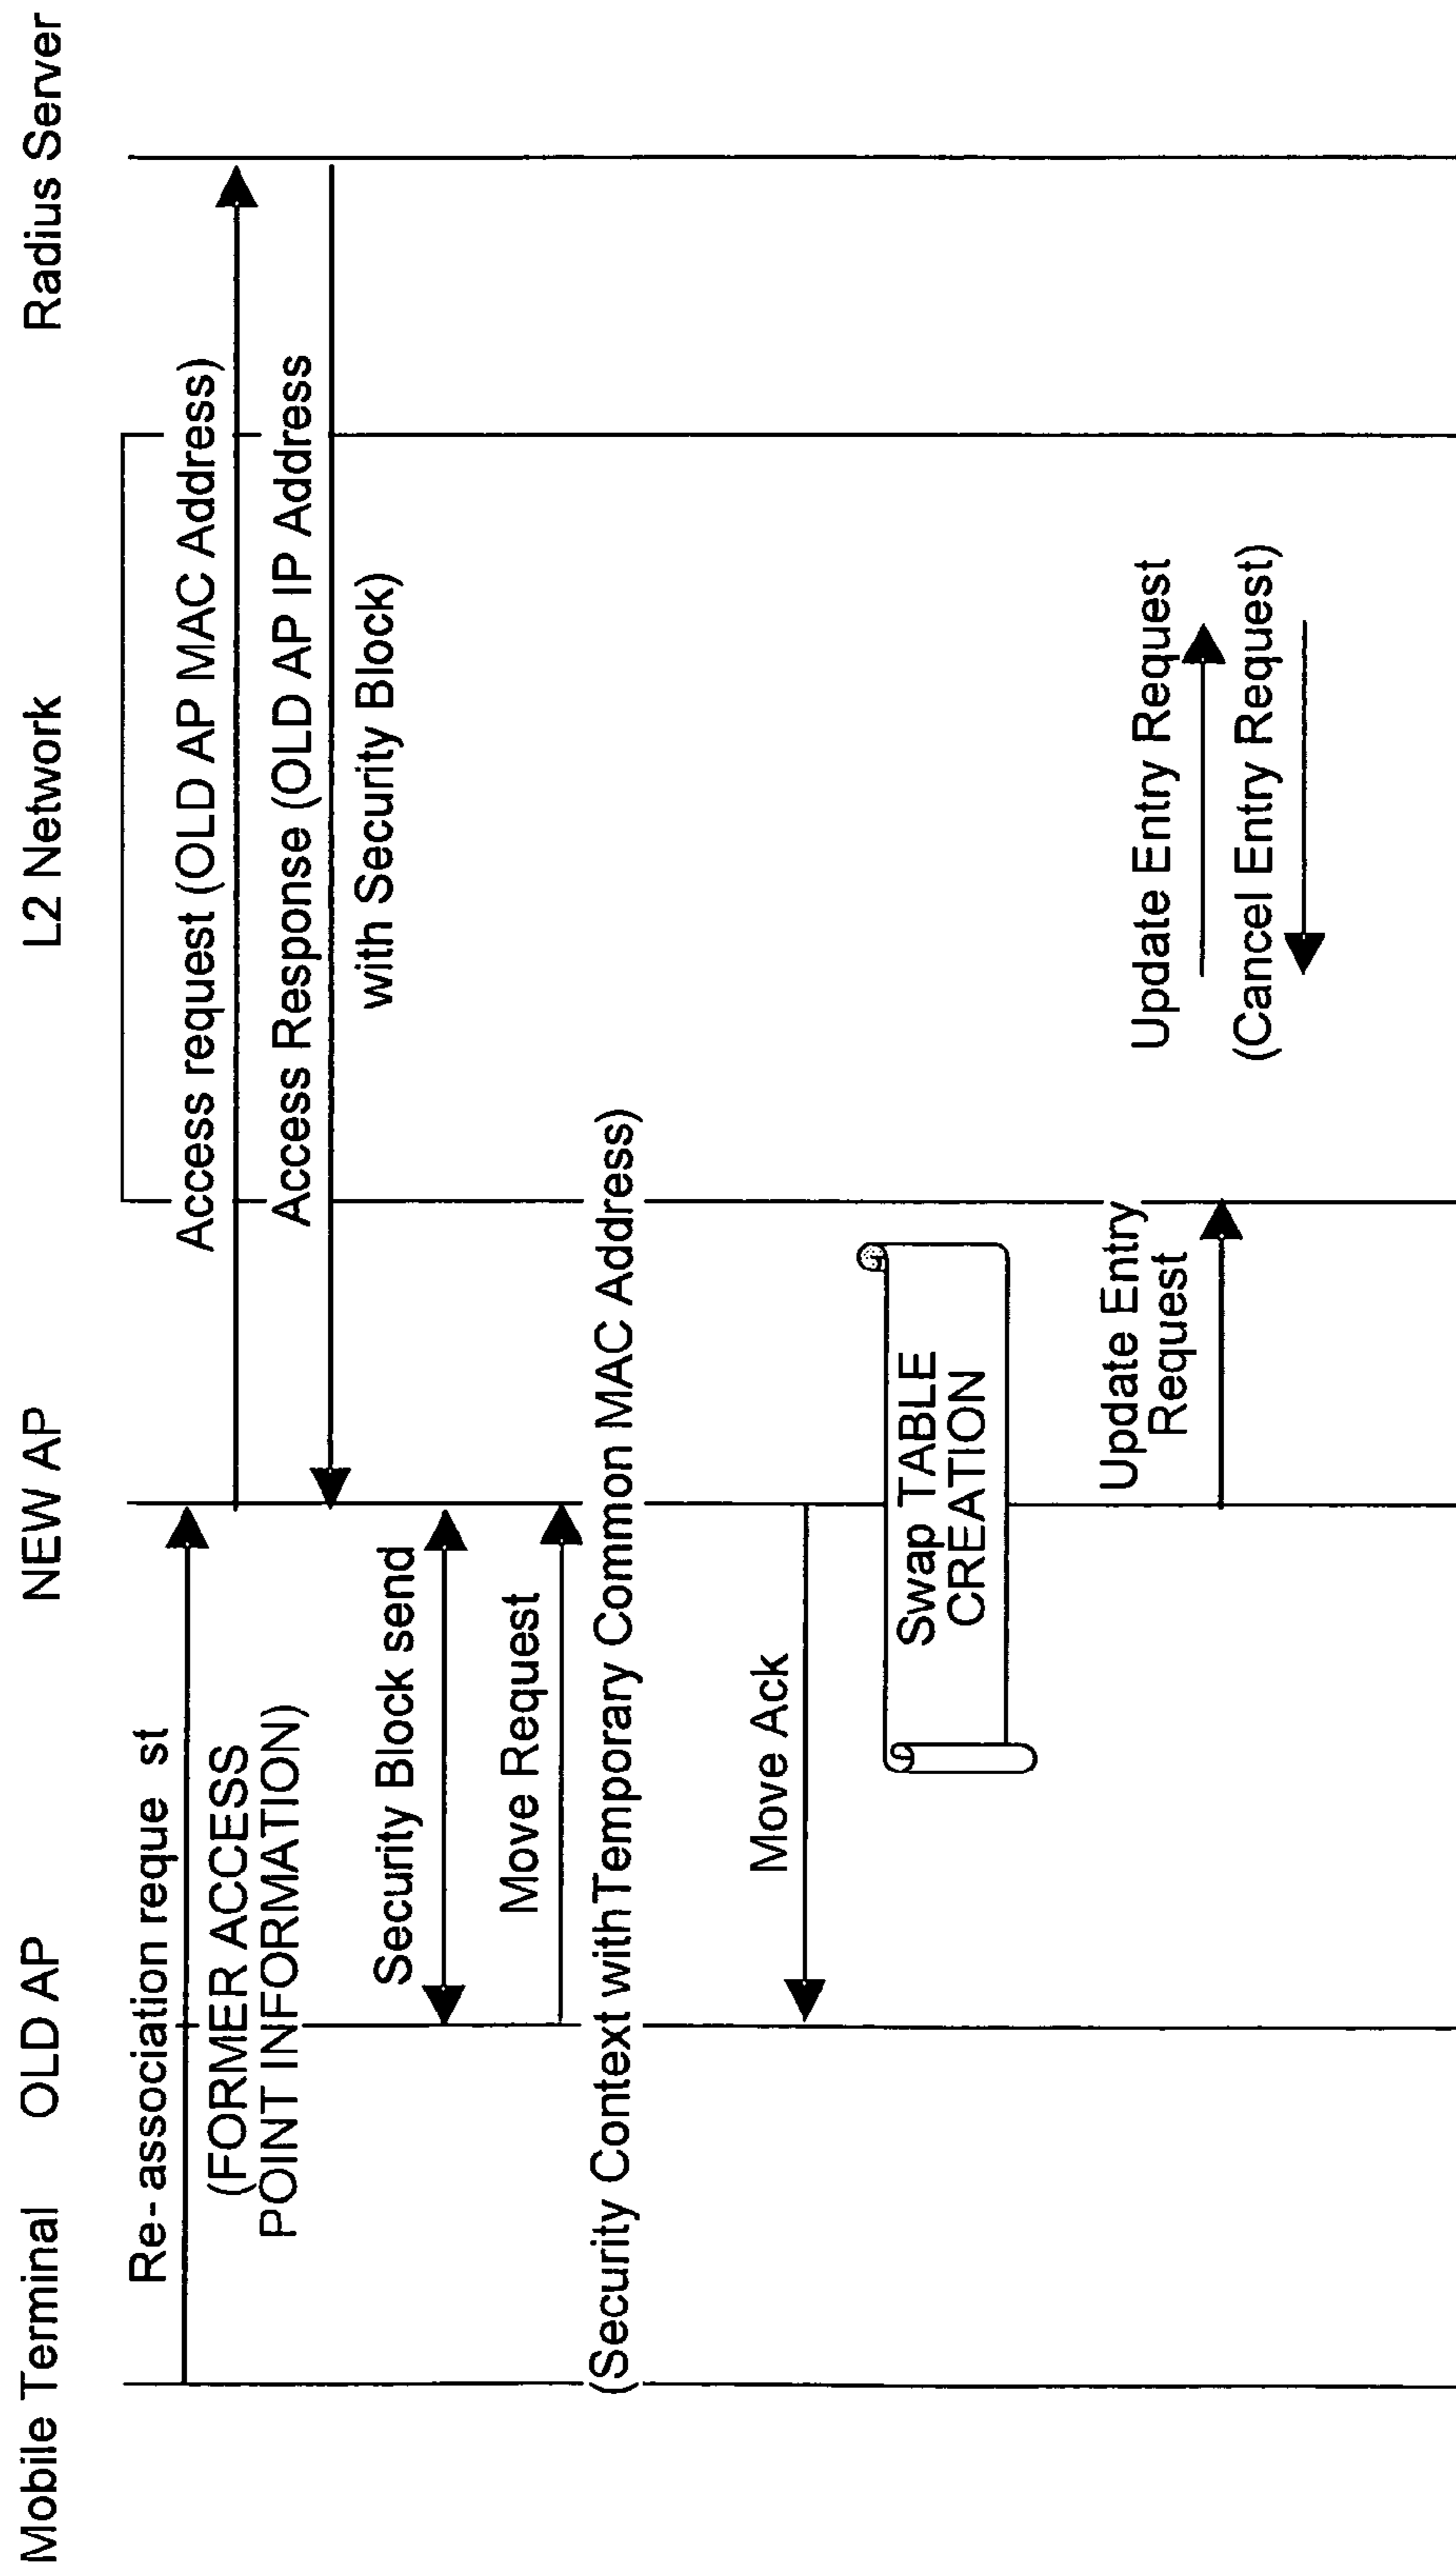 Mobile Terminal
OLD AP
NEW AP
L2 Network
Radius Server
Re-association reque st
(FORMER ACCESS
POINT INFORMATION)
Access request (OLD AP MAC Address)
Access Response (OLD AP IP Address
with Security Block)
Security Block send
Move Request
(Security Context with Temporary Common MAC Address)
Move Ack
Swap TABLE
CREATION
Update Entry
Request
Update Entry Request
(Cancel Entry Request)